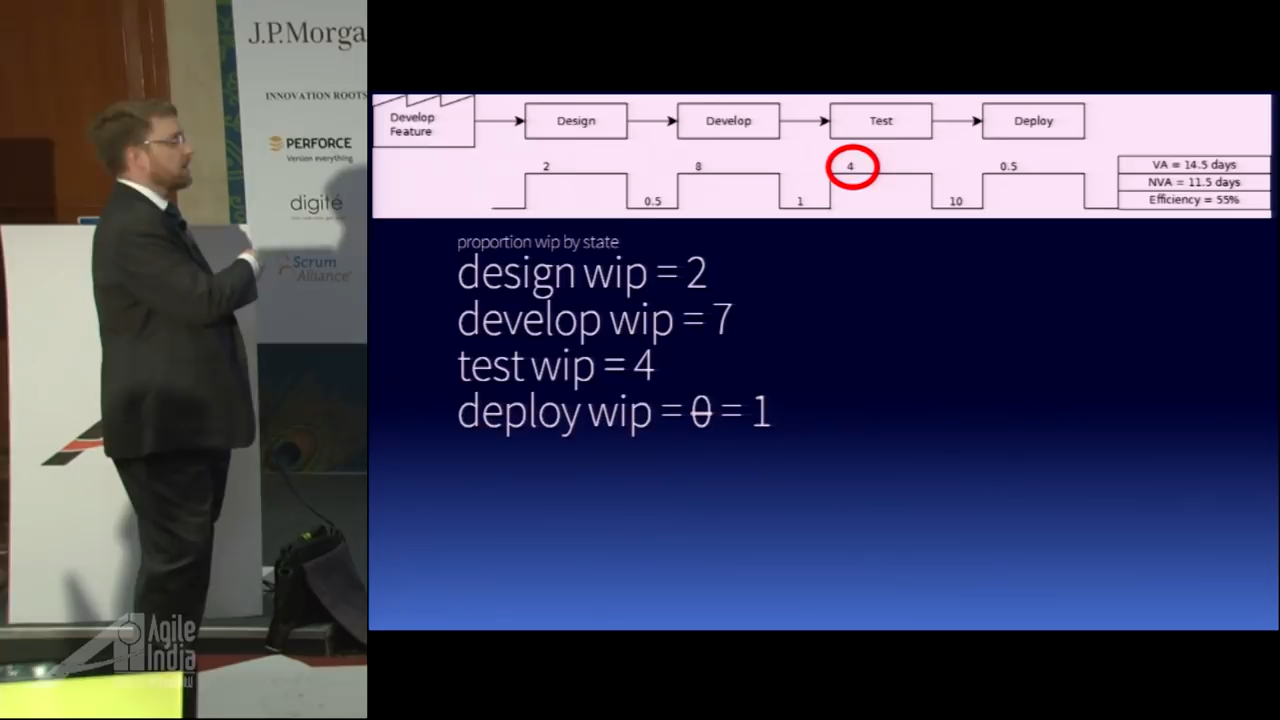 J.P.Morga
INNOVATION ROOTS
PERFORCE
Version everything.
digité
Scrum
Alliance
Agile
India
Develop
Feature
Design
Develop
Test
Deploy
2
8
4
0.5
0.5
1
10
VA = 14.5 days
NVA = 11.5 days
Efficiency = 55%
proportion wip by state
design wip = 2
develop wip = 7
test wip = 4
deploy wip = 0 = 1